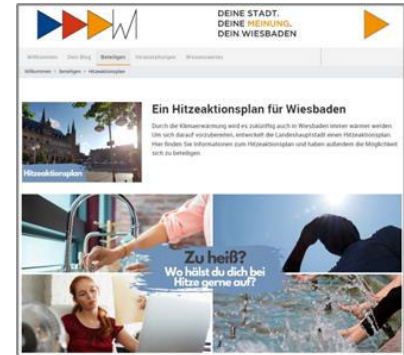 DEINE STADT.
DEINE MEINUNG.
DEIN WIESBADEN
Willkommen Dein Blog Beteiligen Veranstaltungen Wissenswertes
Willkommen > Beteiligen > Hitzeaktionsplan
Ein Hitzeaktionsplan für Wiesbaden
Durch die Klimaerwärmung wird es zukünftig auch in Wiesbaden immer wärmer werden.
Um sich darauf vorzubereiten, entwickelt die Landeshauptstadt einen Hitzeaktionsplan.
Hier finden Sie Informationen zum Hitzeaktionsplan und haben außerdem die Möglichkeit
sich zu beteiligen.
Hitzeaktionsplan
Zu heiß?
Wo hälst du dich bei
Hitze gerne auf?